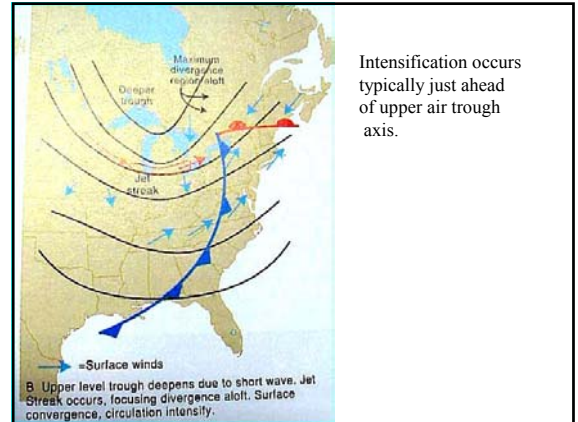 Maximum
divergence
region aloft
Deeper
trough
Jet
streak
=Surface winds
B Upper level trough deepens due to short wave. Jet
Streak occurs, focusing divergence aloft. Surface
convergence, circulation intensity.
Intensification occurs
typically just ahead
of upper air trough
axis.